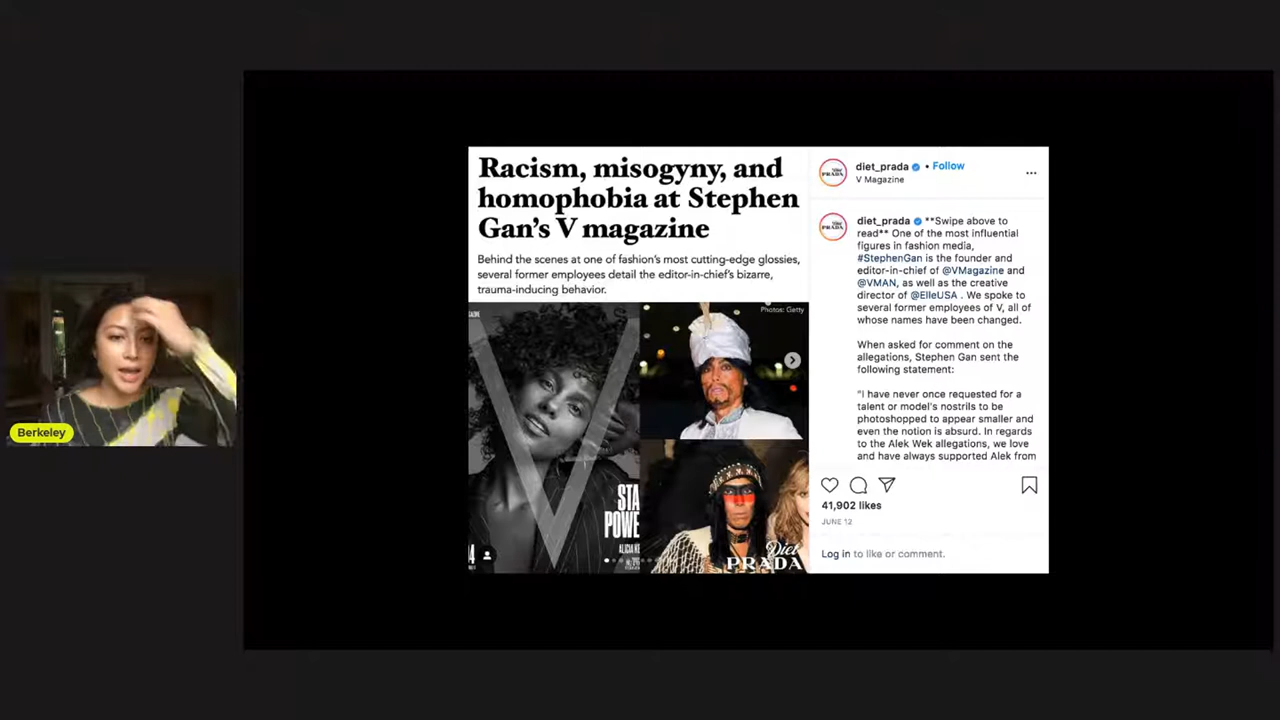 Berkeley
Racism, misogyny, and
homophobia at Stephen
Gan's V magazine
Behind the scenes at one of fashion's most cutting-edge glossies,
several former employees detail the editor-in-chief's bizarre,
trauma-inducing behavior.
Photos: Getty
V
STA
POWE
ALICIA KE
Diet
PRADA
diet_prada • Follow
V Magazine
diet_prada **Swipe above to
read** One of the most influential
figures in fashion media,
#StephenGan is the founder and
editor-in-chief of @VMagazine and
@VMAN, as well as the creative
director of @ElleUSA . We spoke to
several former employees of V, all of
whose names have been changed.
When asked for comment on the
allegations, Stephen Gan sent the
following statement:
"I have never once requested for a
talent or model's nostrils to be
photoshopped to appear smaller and
even the notion is absurd. In regards
to the Alek Wek allegations, we love
and have always supported Alek from
41,902 likes
JUNE 12
Log in to like or comment.